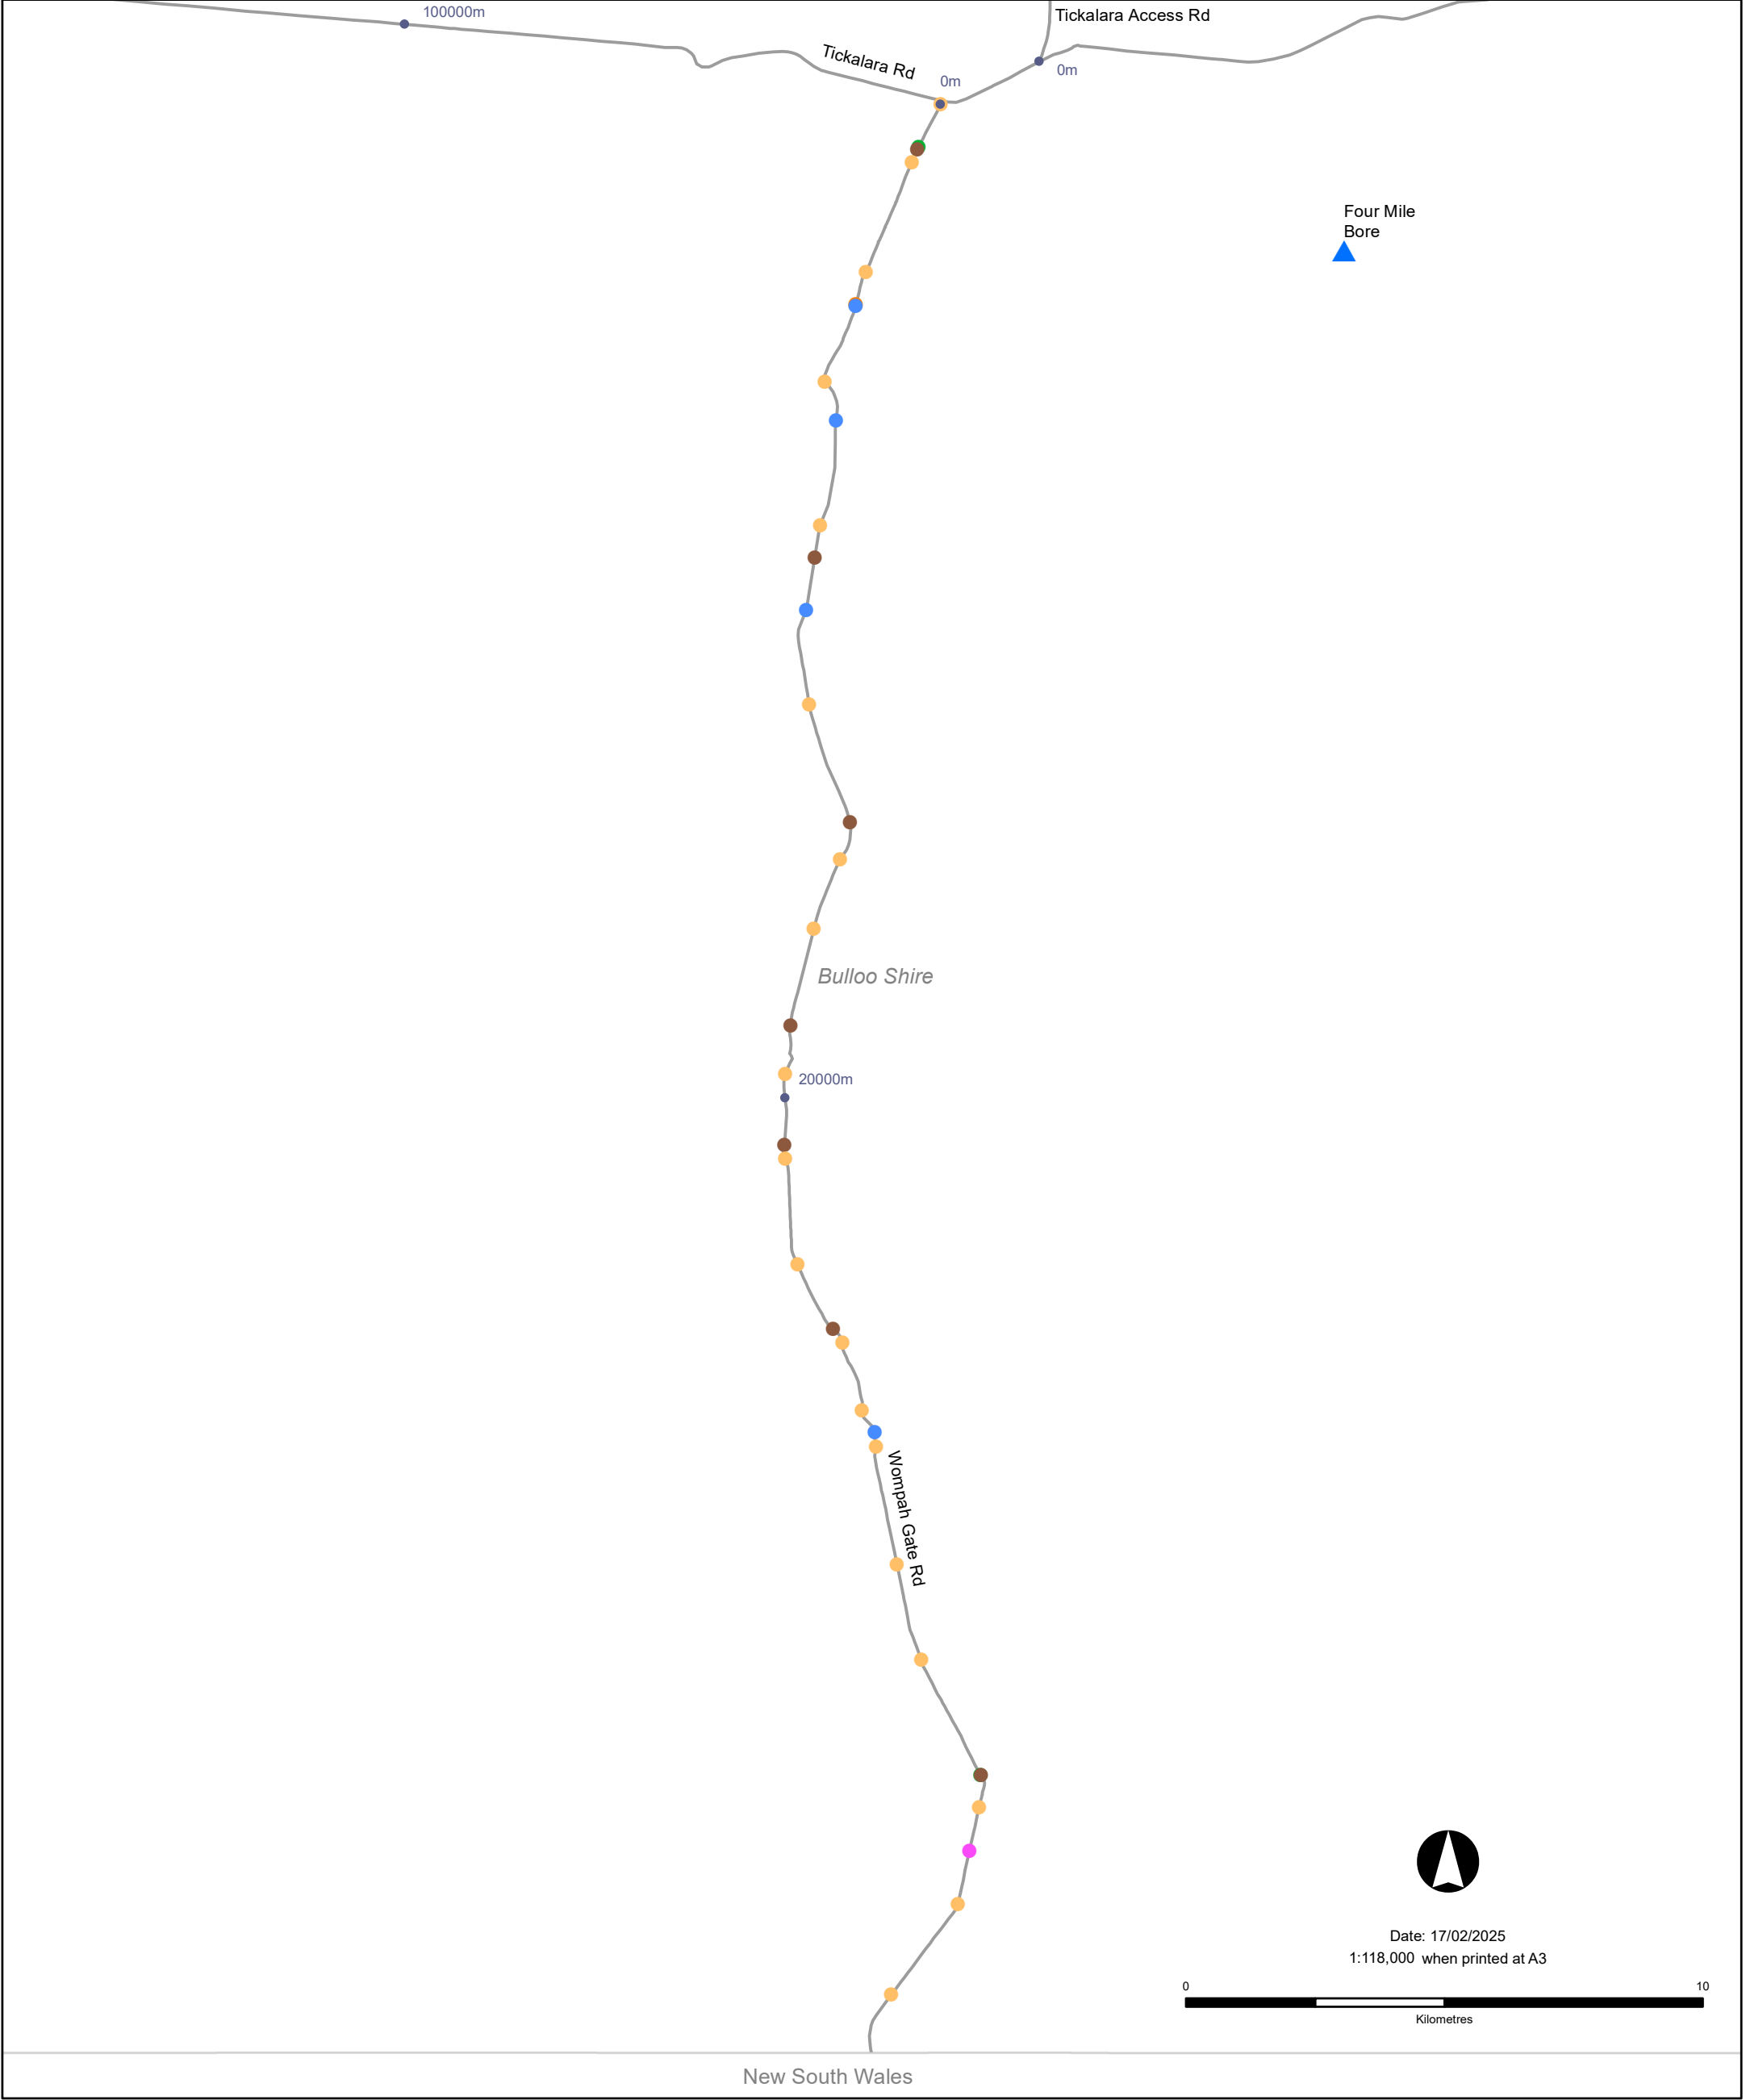 100000m
Tickalara Access Rd
Tickalara Rd
0m
0m
Four Mile
Bore
Bulloo Shire
20000m
Wompah Gate Rd
Date: 17/02/2025
1:118,000 when printed at A3
0 10
Kilometres
New South Wales